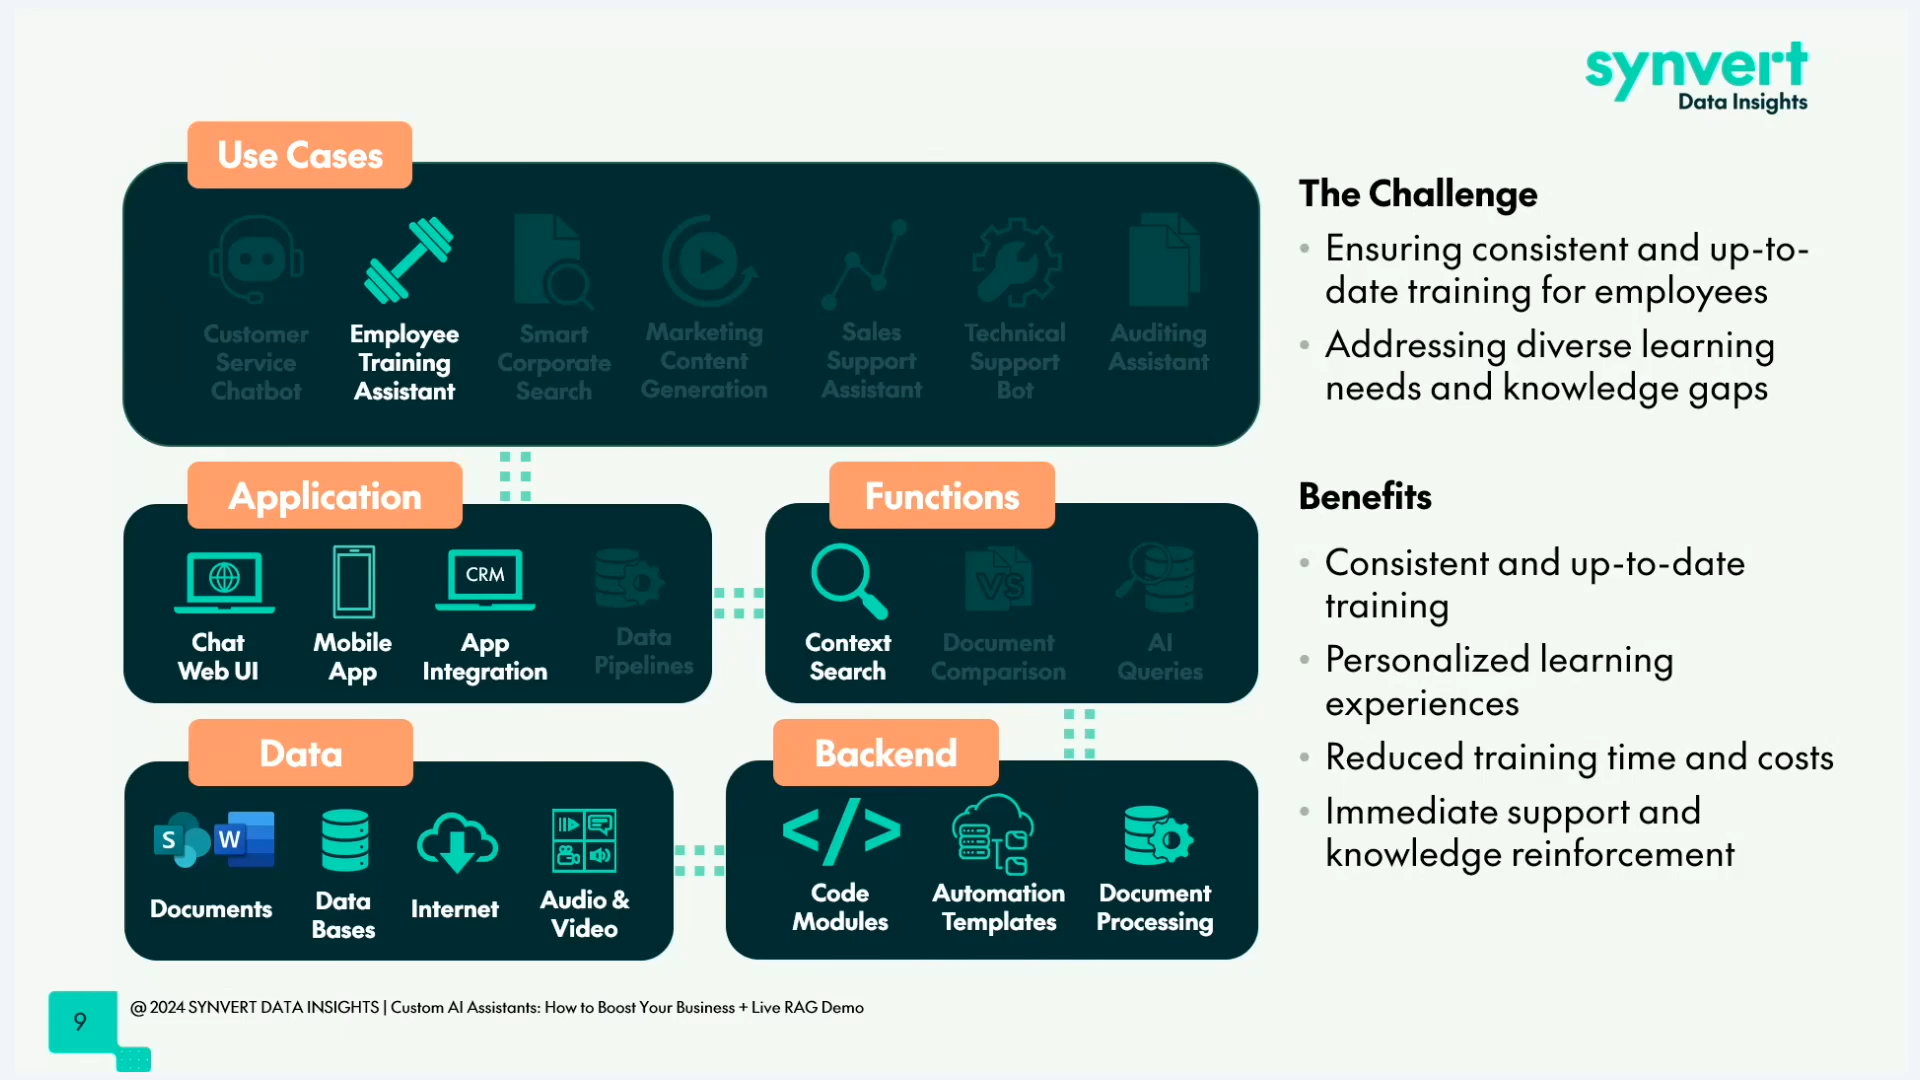 synvert
Data Insights
Use Cases
Customer
Service
Chatbot
Employee
Training
Assistant
Smart
Corporate
Search
Marketing
Content
Generation
Sales
Support
Assistant
Technical
Support
Bot
Auditing
Assistant
Application
Chat
Web UI
Mobile
App
CRM
App
Integration
Data
Pipelines
Functions
Context
Search
VS
Document
Comparison
AI
Queries
Data
S
W
Documents
Data
Bases
Internet
Audio &
Video
Backend
</>
Code
Modules
Automation
Templates
Document
Processing
The Challenge
• Ensuring consistent and up-to-
date training for employees
• Addressing diverse learning
needs and knowledge gaps
Benefits
• Consistent and up-to-date
training
• Personalized learning
experiences
• Reduced training time and costs
• Immediate support and
knowledge reinforcement
9
@ 2024 SYNVERT DATA INSIGHTS | Custom AI Assistants: How to Boost Your Business + Live RAG Demo